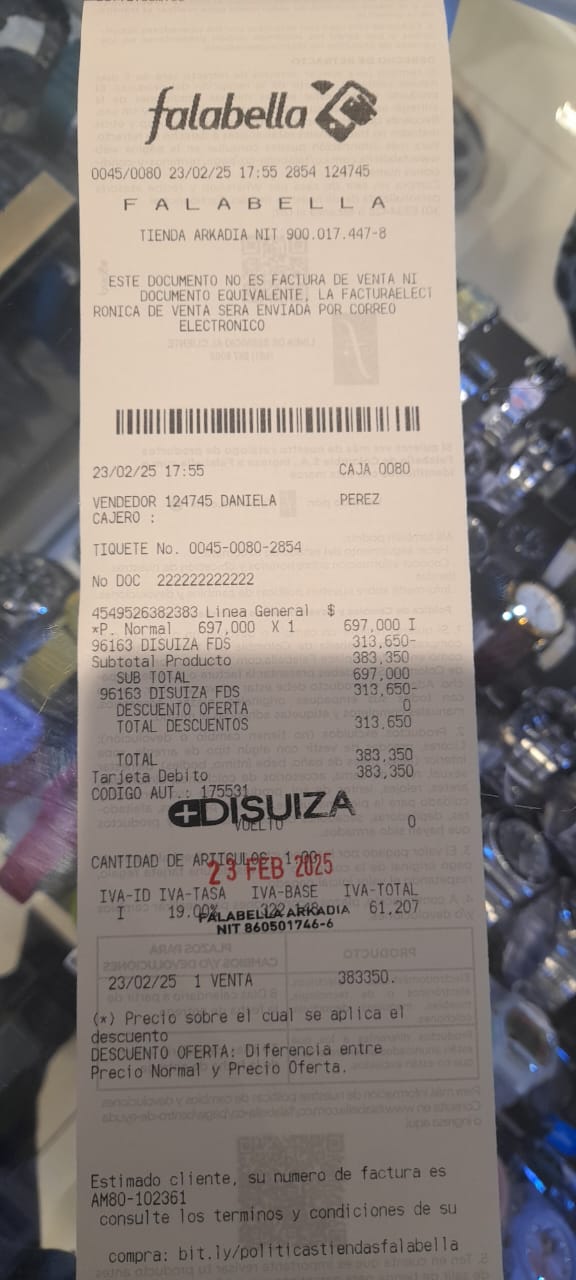 falabella
0045/0080 23/02/25 17:55 2854 124745
F A L A B E L L A
TIENDA ARKADIA NIT 900.017.447-8
ESTE DOCUMENTO NO ES FACTURA DE VENTA NI
DOCUMENTO EQUIVALENTE, LA FACTURAELECT
RONICA DE VENTA SERA ENVIADA POR CORREO
ELECTRONICO
23/02/25 17:55 CAJA 0080
VENDEDOR 124745 DANIELA PEREZ
CAJERO :
TIQUETE No. 0045-0080-2854
No DOC 222222222222
4549526382383 Linea General $
*P. Normal 697,000 X 1 697,000 I
96163 DISUIZA FDS 313,650-
Subtotal Producto 383,350
SUB TOTAL 697,000
96163 DISUIZA FDS 313,650-
DESCUENTO OFERTA 0
TOTAL DESCUENTOS 313,650
TOTAL 383,350
Tarjeta Debito 383,350
CODIGO AUT.: 175531
DISUIZA
VUELTO 0
CANTIDAD DE ARTICULOS
23 FEB 2025
IVA-ID IVA-TASA IVA-BASE IVA-TOTAL
I 19.00% 61,207
FALABELLA ARKADIA
NIT 860501746-6
23/02/25 1 VENTA 383350.
(*) Precio sobre el cual se aplica el
descuento
DESCUENTO OFERTA: Diferencia entre
Precio Normal y Precio Oferta.
Estimado cliente, su numero de factura es
AM80-102361
consulte los terminos y condiciones de su
compra: bit.ly/politicastiendasfalabella